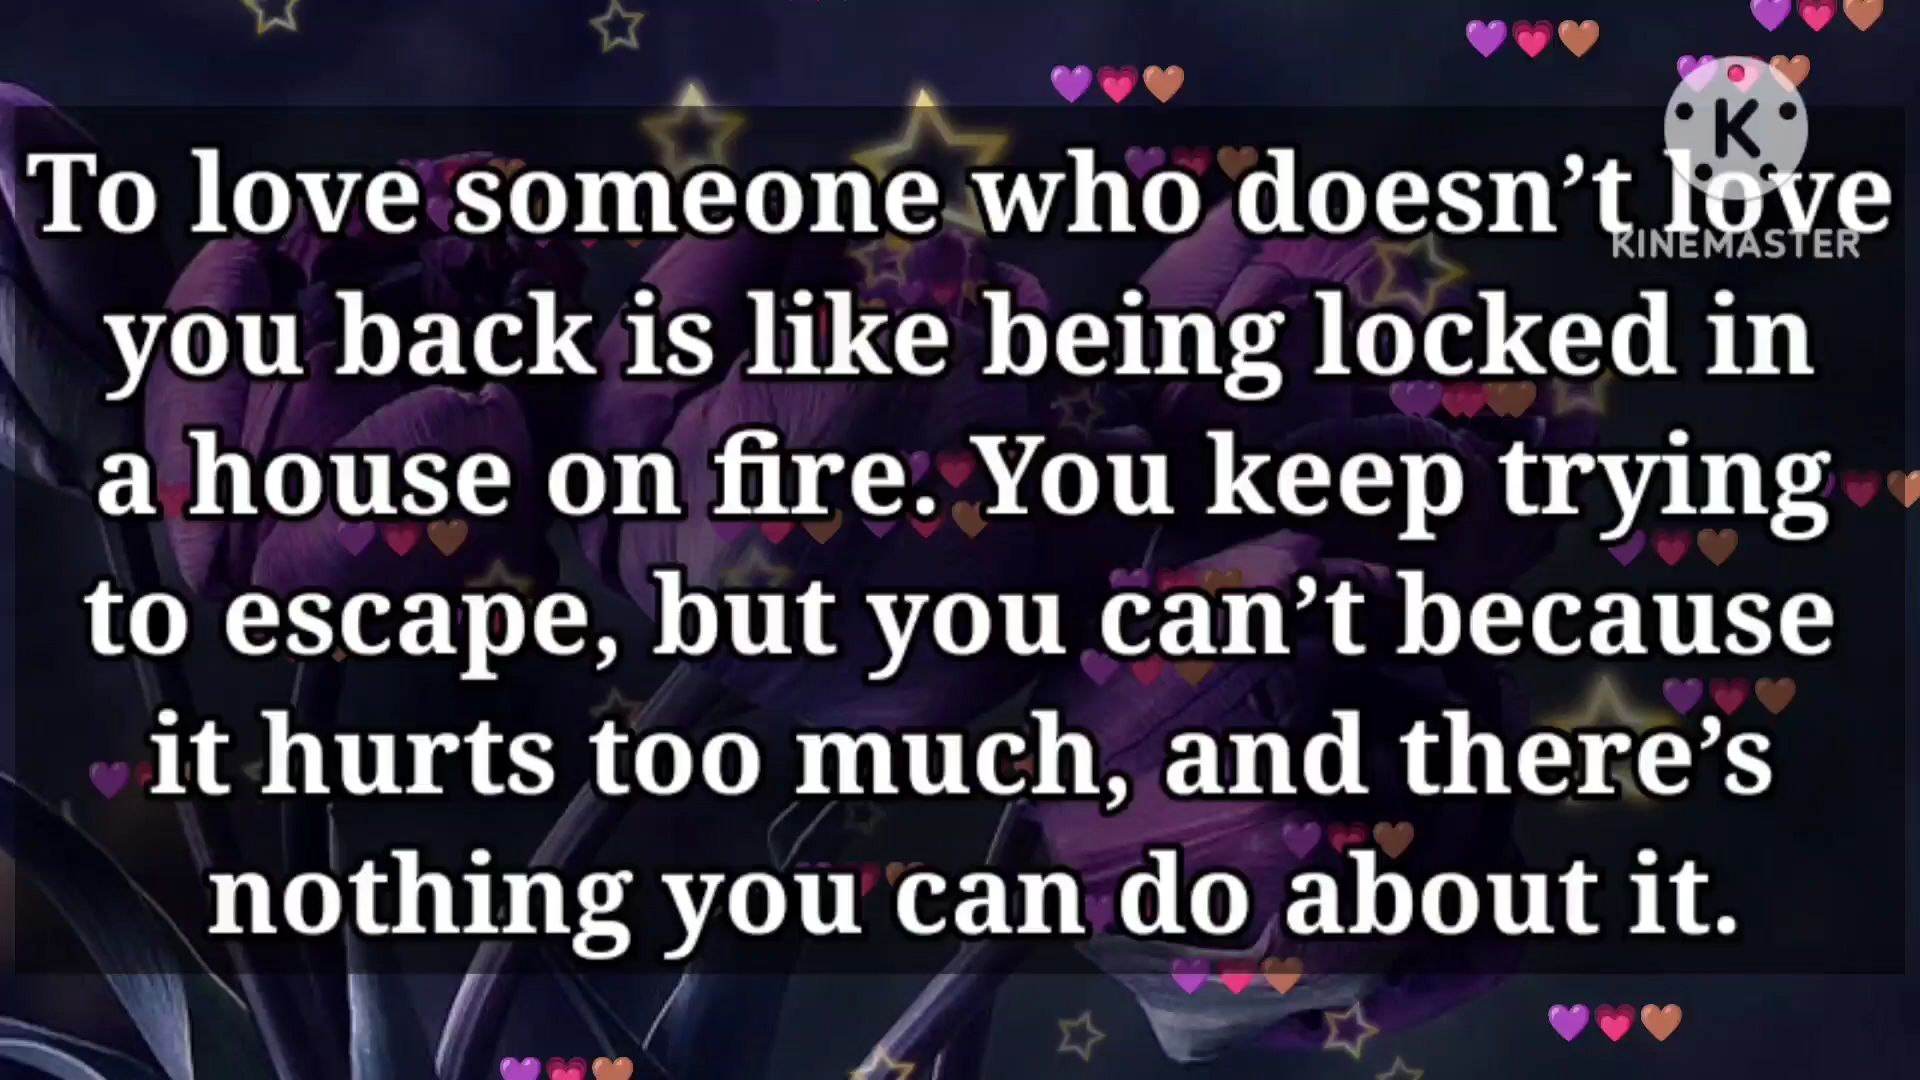 To love someone who doesn’t love
you back is like being locked in
a house on fire. You keep trying
to escape, but you can’t because
it hurts too much, and there’s
nothing you can do about it.
K
KINEMASTER